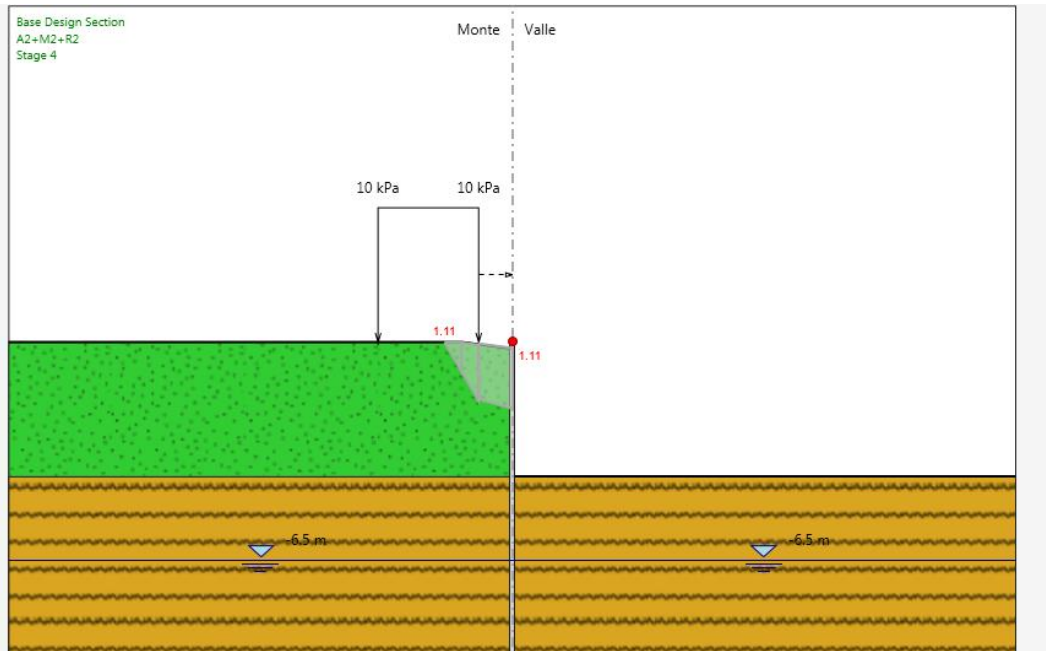 Base Design Section
A2+M2+R2
Stage 4
Monte
Valle
10 kPa
10 kPa
1.11
1.11
-6.5 m
-6.5 m